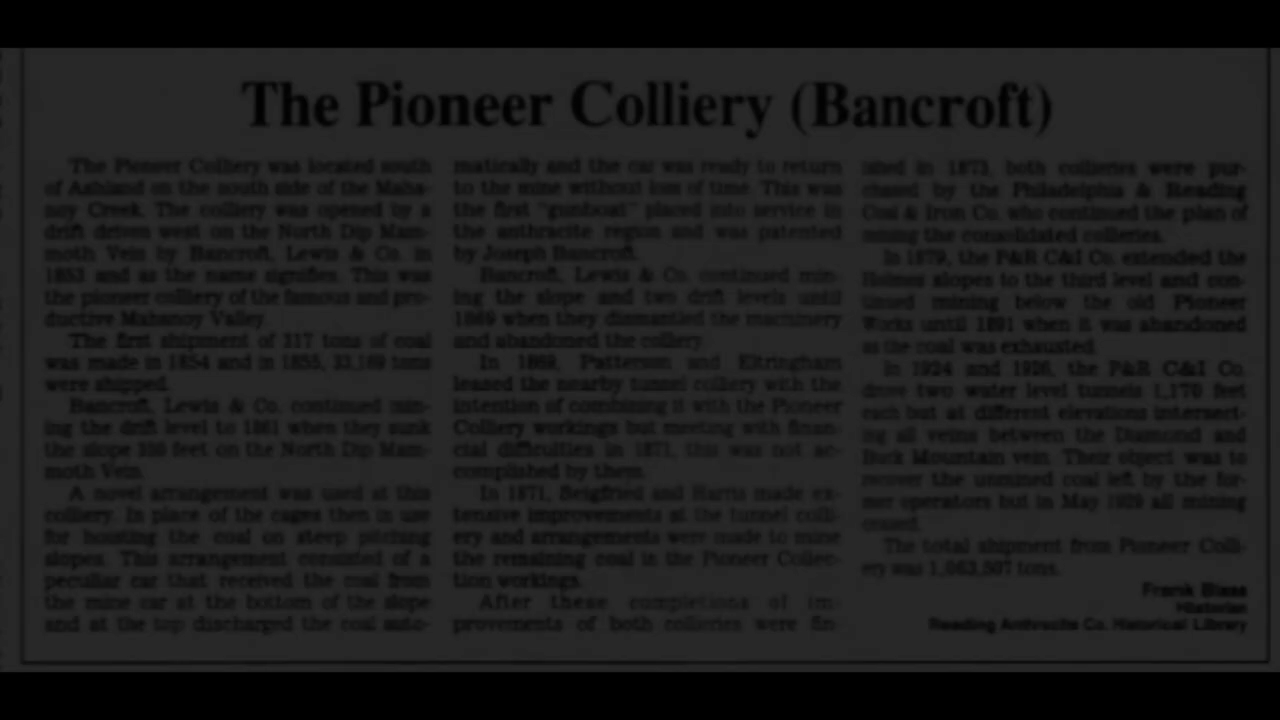 The Pioneer Colliery (Bancroft)
The Pioneer Colliery was located south
of Ashland on the south side of the Maha-
noy Creek. The colliery was opened by a
drift driven west on the North Dip Mam-
moth Vein by Bancroft, Lewis & Co. in
1853 and as the name signifies. This was
the pioneer colliery of the famous and pro-
ductive Mahanoy Valley.
The first shipment of 317 tons of coal
was made in 1854 and in 1855, 33,169 tons
were shipped.
Bancroft, Lewis & Co. continued min-
ing the drift level to 1861 when they sunk
the slope feet on the North Dip Mam-
moth Vein.
A novel arrangement was used at this
colliery. In place of the cages then in use
for hoisting the coal on steep pitching
slopes. This arrangement consisted of a
peculiar car that received the coal from
the mine car at the bottom of the slope
and at the top discharged the coal auto-
matically and the car was ready to return
to the mine without loss of time. This was
the first "gunboat" placed into service in
the anthracite region and was patented
by Joseph Bancroft.
Bancroft, Lewis & Co. continued min-
ing the slope and two drift levels until
1869 when they dismantled the machinery
and abandoned the collery.
In 1869, Patterson and Eltringham
leased the nearby tunnel collery with the
intention of combining it with the Pioneer
Colliery workings but meeting with finan-
cial difficulties in 1871, this was not ac-
complished by them.
In 1971, Seigfried and Harris made ex-
tensive improvements at the tunnel colli-
ery and arrangements were made to mine
the remaining coal in the Pioneer Collec-
tion workings.
After these completions of im-
provements of both colleries were fin-
ished in 1873, both collieries were pur-
chased by the Philadelphia & Reading
Coal & Iron Co. who continued the plan of
mining the consolidated collieries.
In 1879, the P&R C&I Co. extended the
Holmes slopes to the third level and con-
tinued mining below the old Pioneer
Works until 1891 when it was abandoned
as the coal was exhausted.
In 1924 and 1926, the P&R C&I Co.
drove two water level tunnels 1,170 feet
each but at different elevations intersect-
ing all veins between the Diamond and
Buck Mountain vein. Their object was to
recover the unmined coal left by the for-
mer operators but in May 1929 all mining
ceased.
The total shipment from Pioneer Colli-
ery was 1,063,507 tons.
Frank Blase
Historian
Reading Anthracite Co. Historical Library